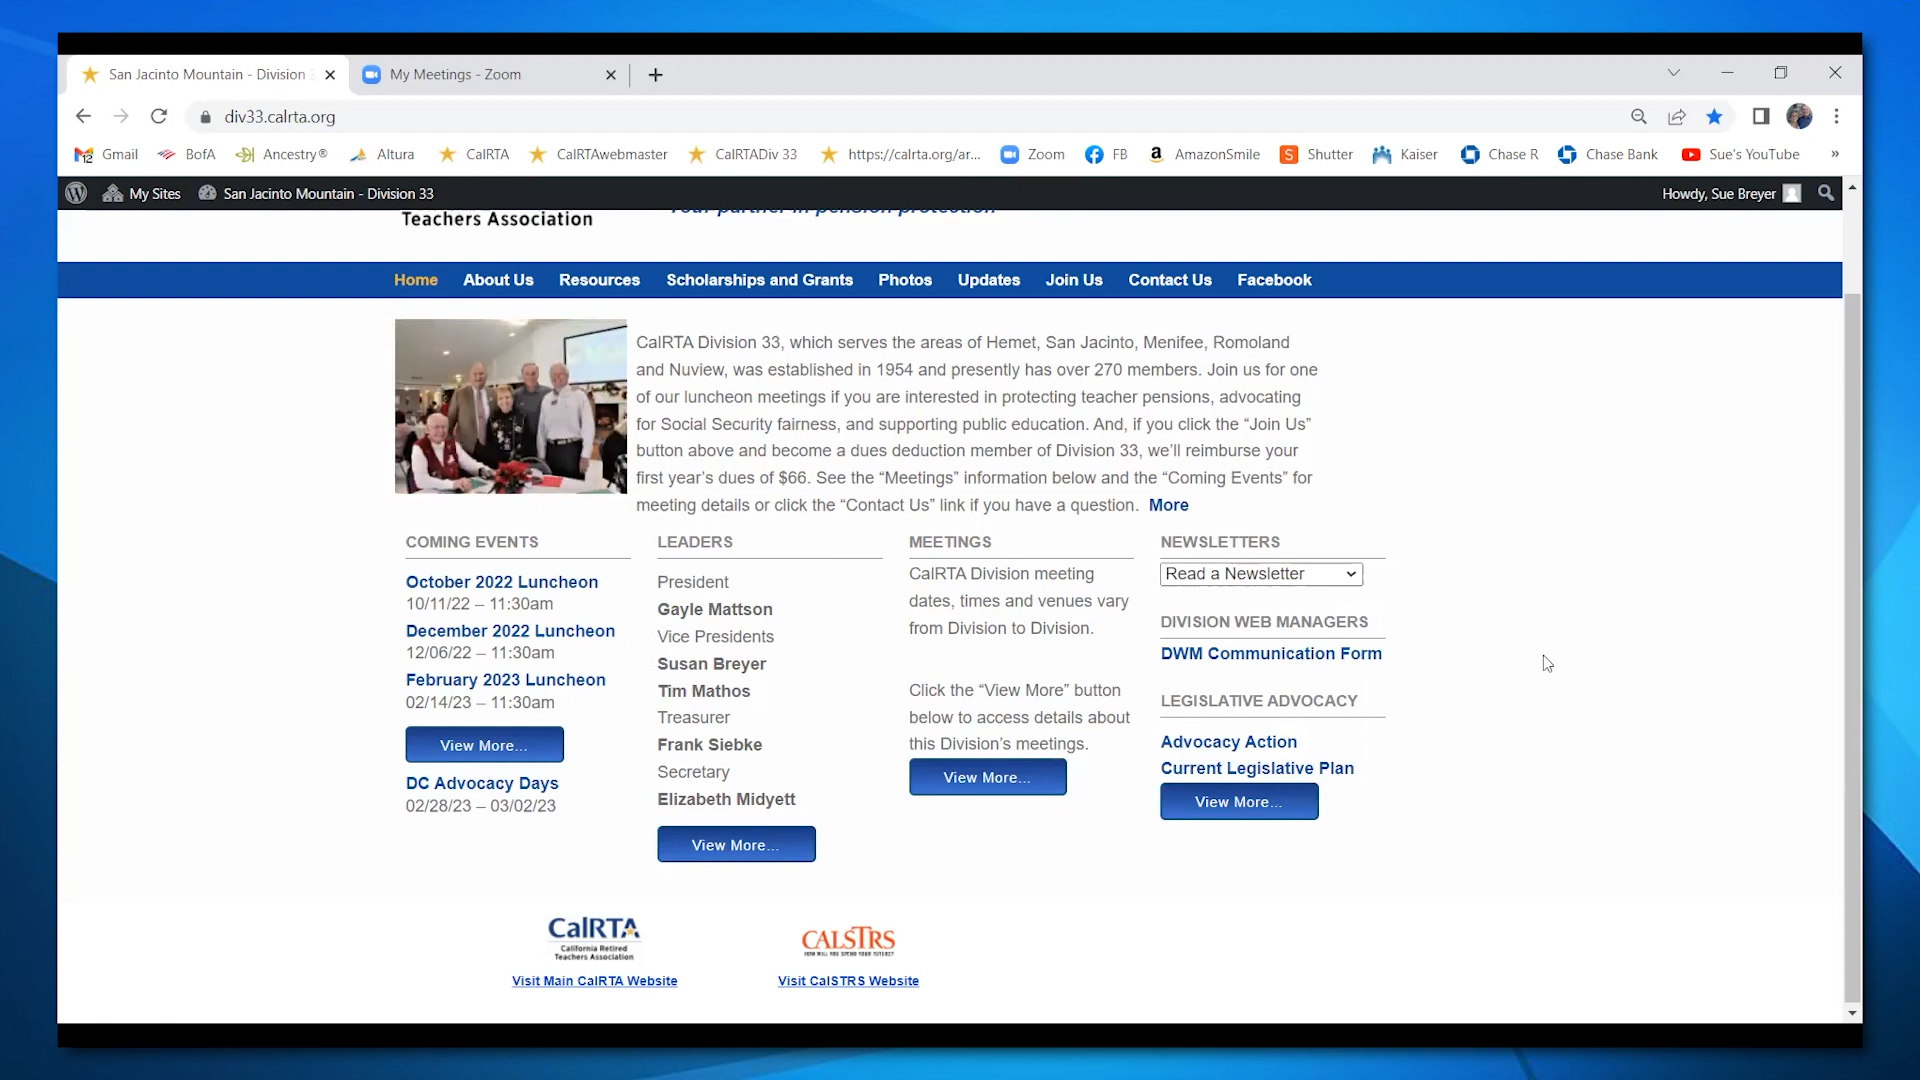 San Jacinto Mountain - Division 3
My Meetings - Zoom
div33.calrta.org
Gmail
BofA
Ancestry®
Altura
CalRTA
CalRTAwebmaster
CalRTADiv 33
https://calrta.org/ar...
Zoom
FB
AmazonSmile
Shutter
Kaiser
Chase R
Chase Bank
Sue's YouTube
»
My Sites
San Jacinto Mountain - Division 33
Howdy, Sue Breyer
Teachers Association
Your partner in pension protection
Home
About Us
Resources
Scholarships and Grants
Photos
Updates
Join Us
Contact Us
Facebook
CalRTA Division 33, which serves the areas of Hemet, San Jacinto, Menifee, Romoland
and Nuview, was established in 1954 and presently has over 270 members. Join us for one
of our luncheon meetings if you are interested in protecting teacher pensions, advocating
for Social Security fairness, and supporting public education. And, if you click the “Join Us”
button above and become a dues deduction member of Division 33, we’ll reimburse your
first year’s dues of $66. See the “Meetings” information below and the “Coming Events” for
meeting details or click the “Contact Us” link if you have a question. More
COMING EVENTS
October 2022 Luncheon
10/11/22 – 11:30am
December 2022 Luncheon
12/06/22 – 11:30am
February 2023 Luncheon
02/14/23 – 11:30am
View More...
DC Advocacy Days
02/28/23 – 03/02/23
LEADERS
President
Gayle Mattson
Vice Presidents
Susan Breyer
Tim Mathos
Treasurer
Frank Siebke
Secretary
Elizabeth Midyett
View More...
MEETINGS
CalRTA Division meeting
dates, times and venues vary
from Division to Division.
Click the “View More” button
below to access details about
this Division’s meetings.
View More...
NEWSLETTERS
Read a Newsletter
DIVISION WEB MANAGERS
DWM Communication Form
LEGISLATIVE ADVOCACY
Advocacy Action
Current Legislative Plan
View More...
CalRTA
California Retired
Teachers Association
Visit Main CalRTA Website
CALSTRS
HOW WILL YOU SPEND YOUR FUTURE?
Visit CalSTRS Website